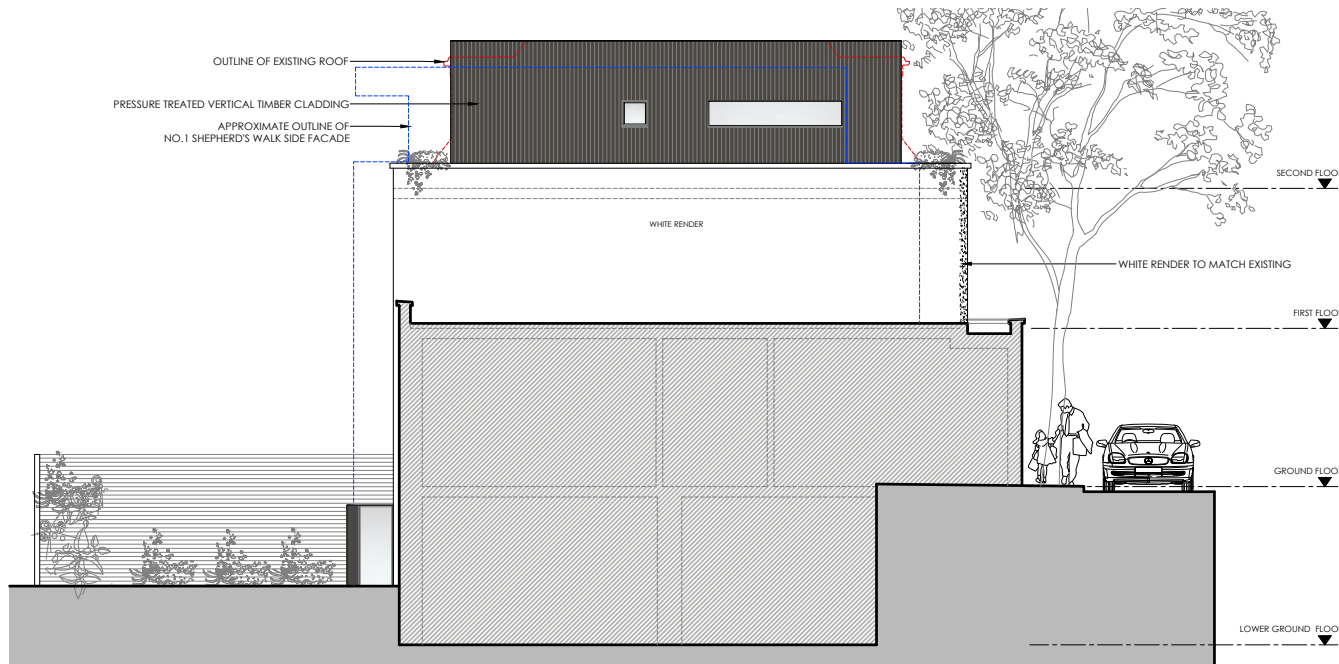 OUTLINE OF EXISTING ROOF
PRESSURE TREATED VERTICAL TIMBER CLADDING
APPROXIMATE OUTLINE OF
NO.1 SHEPHERD'S WALK SIDE FACADE
SECOND FLOO
WHITE RENDER
WHITE RENDER TO MATCH EXISTING
FIRST FLOO
GROUND FLOO
LOWER GROUND FLOO